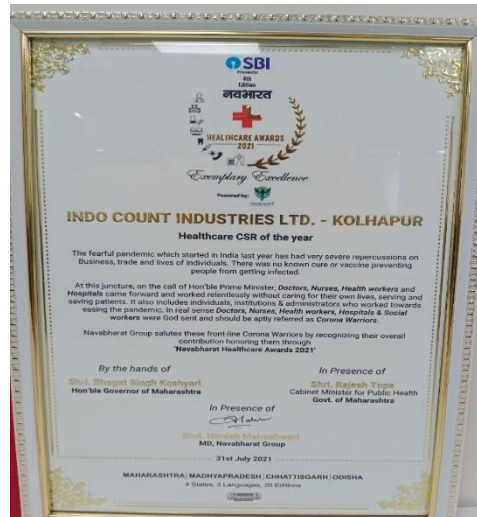 SBI
Presents
4th
Edition
नवभारत
HEALTHCARE AWARDS
2021
Exemplary Excellence
Powered by:
INDO COUNT INDUSTRIES LTD. - KOLHAPUR
Healthcare CSR of the year
The fearful pandemic which started in India last year has had very severe repercussions on
Business, trade and lives of individuals. There was no known cure or vaccine preventing
people from getting infected.
At this juncture, on the call of Hon'ble Prime Minister, Doctors, Nurses, Health workers and
Hospitals came forward and worked relentlessly without caring for their own lives, serving and
saving patients. It also includes individuals, institutions & administrators who worked towards
easing the pandemic. In real sense Doctors, Nurses, Health workers, Hospitals & Social
workers were God sent and should be aptly referred as Corona Warriors.
Navabharat Group salutes these front-line Corona Warriors by recognizing their overall
contribution honoring them through
'Navabharat Healthcare Awards 2021'
By the hands of
Shri. Bhagat Singh Koshyari
Hon'ble Governor of Maharashtra
In Presence of
Shri. Rajesh Tope
Cabinet Minister for Public Health
Govt. of Maharashtra
In Presence of
Shri. Nimish Maheshwari
MD, Navabharat Group
31st July 2021
MAHARASHTRA | MADHYAPRADESH | CHHATTISGARH | ODISHA
4 States, 3 Languages, 20 Editions